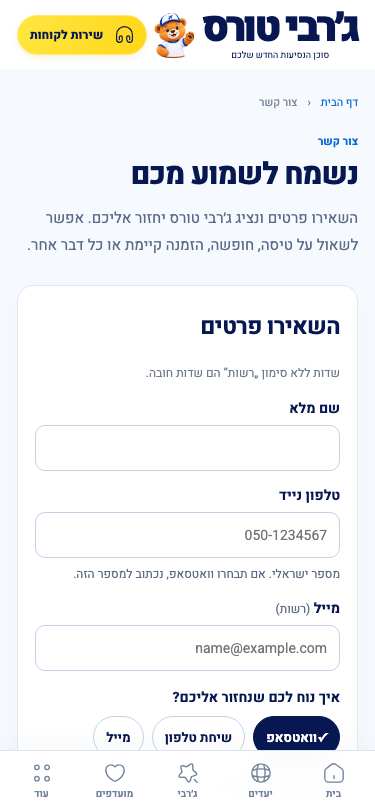 ג׳רבי טורס
סוכן הנסיעות החדש שלכם
שירות לקוחות
דף הבית › צור קשר
צור קשר
נשמח לשמוע מכם
השאירו פרטים ונציג ג׳רבי טורס יחזור אליכם. אפשר
לשאול על טיסה, חופשה, הזמנה קיימת או כל דבר אחר.
השאירו פרטים
שדות ללא סימון „רשות“ הם שדות חובה.
שם מלא
טלפון נייד
050-1234567
מספר ישראלי. אם תבחרו וואטסאפ, נכתוב למספר הזה.
מייל (רשות)
name@example.com
איך נוח לכם שנחזור אליכם?
✓וואטסאפ שיחת טלפון מייל
בית יעדים ג׳רבי מועדפים עוד